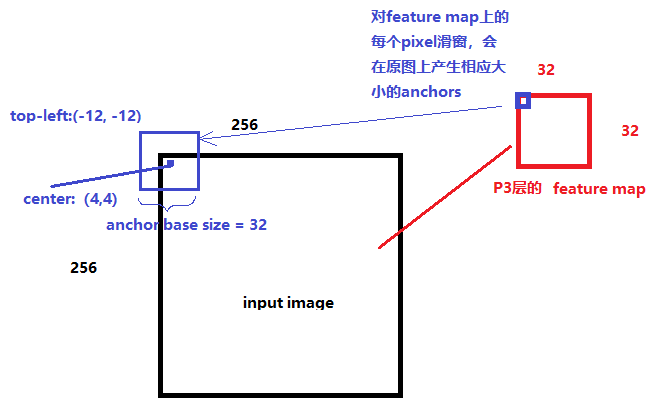 对feature map上的
每个pixel滑窗，会
在原图上产生相应大
小的anchors
32
top-left:(-12, -12)
256
32
P3层的 feature map
center: (4,4)
anchor base size = 32
256
input image